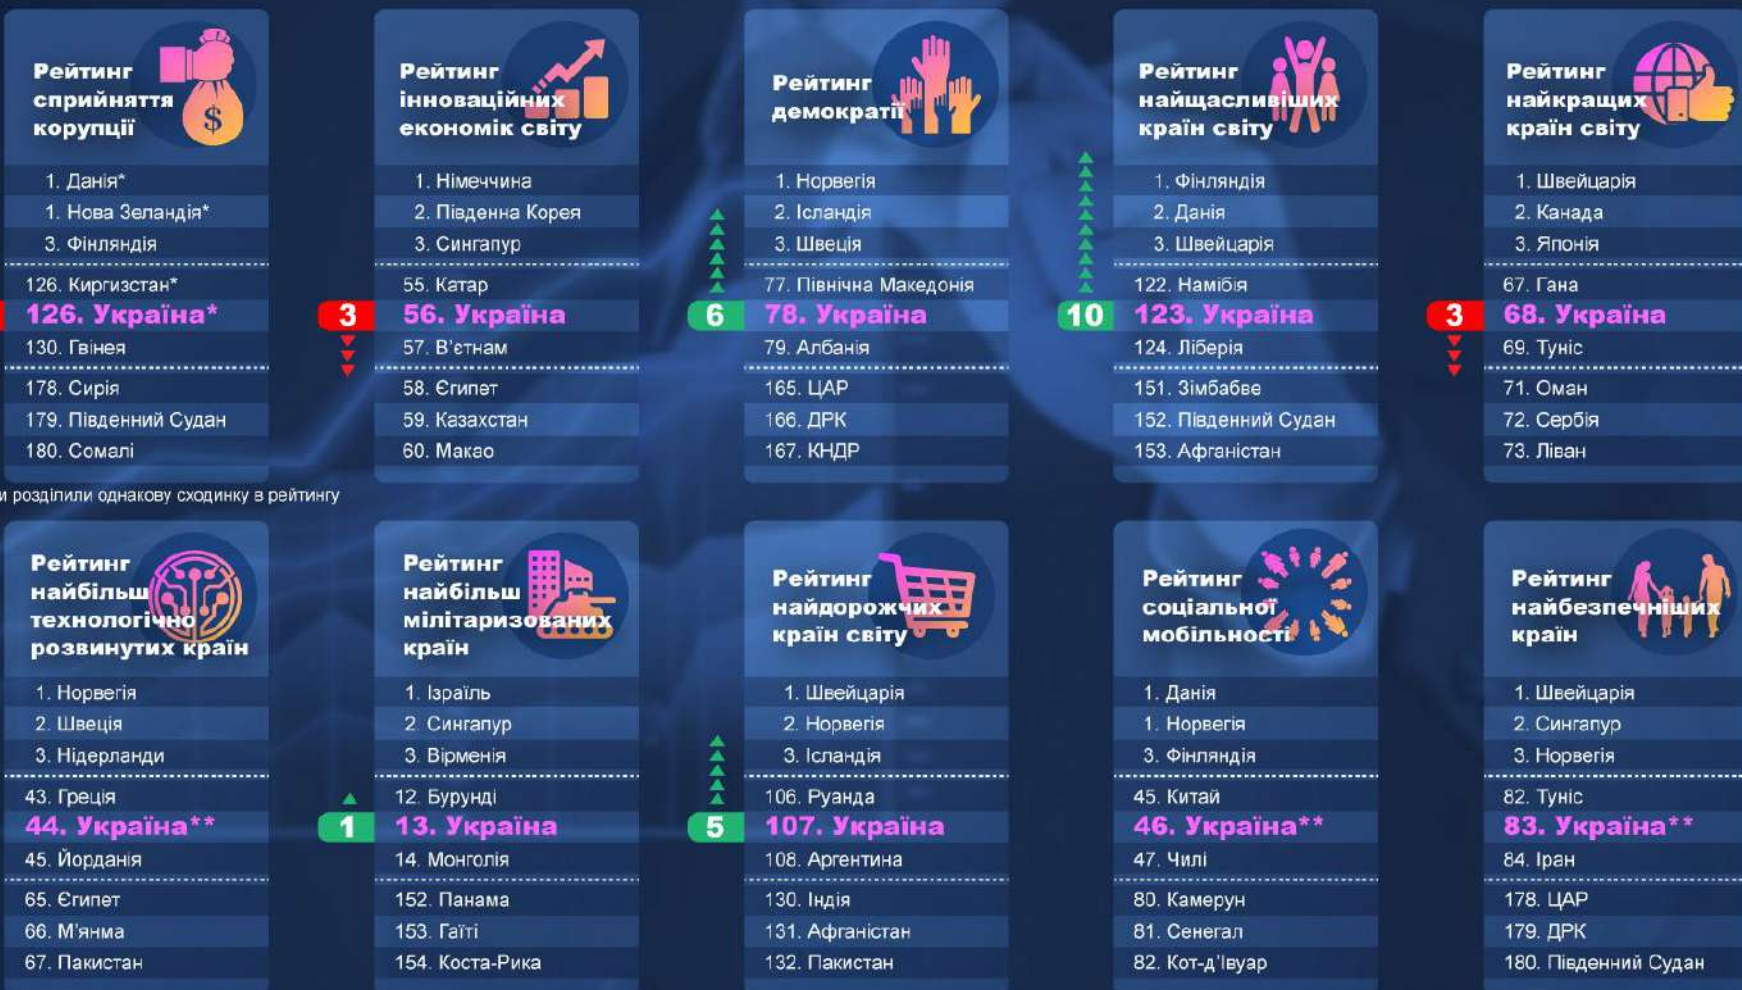 Рейтинг
сприйняття
корупції
$
1. Данія*
1. Нова Зеландія*
3. Фінляндія
126. Киргизстан*
126. Україна*
130. Гвінея
178. Сирія
179. Південний Судан
180. Сомалі
Рейтинг
інноваційних
економік світу
1. Німеччина
2. Південна Корея
3. Сингапур
55. Катар
3
56. Україна
57. В'єтнам
58. Єгипет
59. Казахстан
60. Макао
Рейтинг
демократії
1. Норвегія
2. Ісландія
3. Швеція
77. Північна Македонія
6
78. Україна
79. Албанія
165. ЦАР
166. ДРК
167. КНДР
Рейтинг
найщасливіших
країн світу
1. Фінляндія
2. Данія
3. Швейцарія
122. Намібія
10
123. Україна
124. Ліберія
151. Зімбабве
152. Південний Судан
153. Афганістан
Рейтинг
найкращих
країн світу
1. Швейцарія
2. Канада
3. Японія
67. Гана
3
68. Україна
69. Туніс
71. Оман
72. Сербія
73. Ліван
и розділили однакову сходинку в рейтингу
Рейтинг
найбільш
технологічно
розвинутих країн
1. Норвегія
2. Швеція
3. Нідерланди
43. Греція
44. Україна**
45. Йорданія
65. Єгипет
66. М'янма
67. Пакистан
Рейтинг
найбільш
мілітаризованих
країн
1. Ізраїль
2. Сингапур
3. Вірменія
12. Бурунді
1
13. Україна
14. Монголія
152. Панама
153. Гаїті
154. Коста-Рика
Рейтинг
найдорожчих
країн світу
1. Швейцарія
2. Норвегія
3. Ісландія
106. Руанда
5
107. Україна
108. Аргентина
130. Індія
131. Афганістан
132. Пакистан
Рейтинг
соціальної
мобільності
1. Данія
1. Норвегія
3. Фінляндія
45. Китай
46. Україна**
47. Чилі
80. Камерун
81. Сенегал
82. Кот-д'Івуар
Рейтинг
найбезпечніших
країн
1. Швейцарія
2. Сингапур
3. Норвегія
82. Туніс
83. Україна**
84. Іран
178. ЦАР
179. ДРК
180. Південний Судан